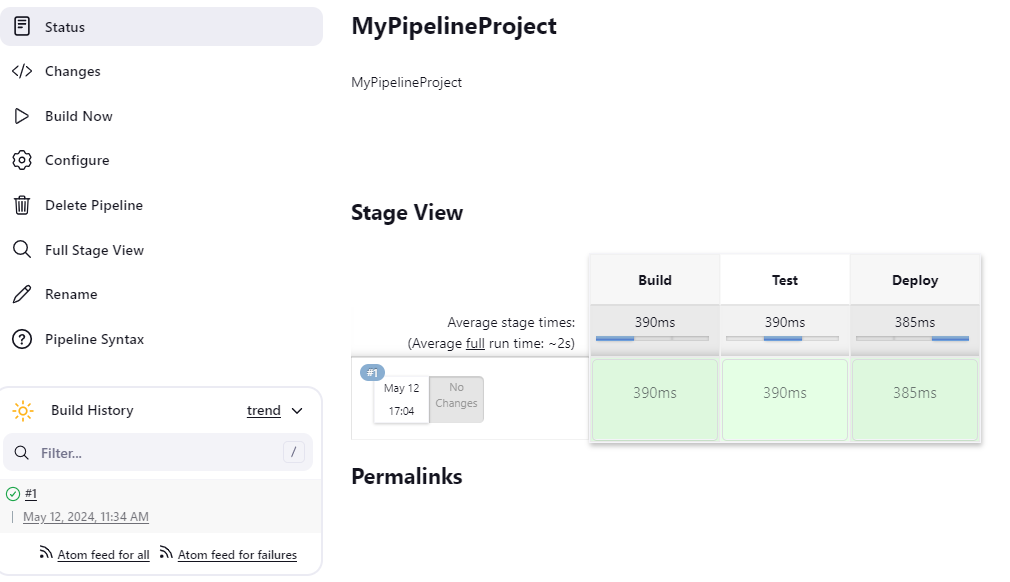 Status
Changes
Build Now
Configure
Delete Pipeline
Full Stage View
Rename
Pipeline Syntax
Build History
trend
Filter...
/
#1
May 12, 2024, 11:34 AM
Atom feed for all
Atom feed for failures
MyPipelineProject
MyPipelineProject
Stage View
Build
Test
Deploy
Average stage times:
(Average full run time: ~2s)
390ms
390ms
385ms
#1
May 12
17:04
No
Changes
390ms
390ms
385ms
Permalinks